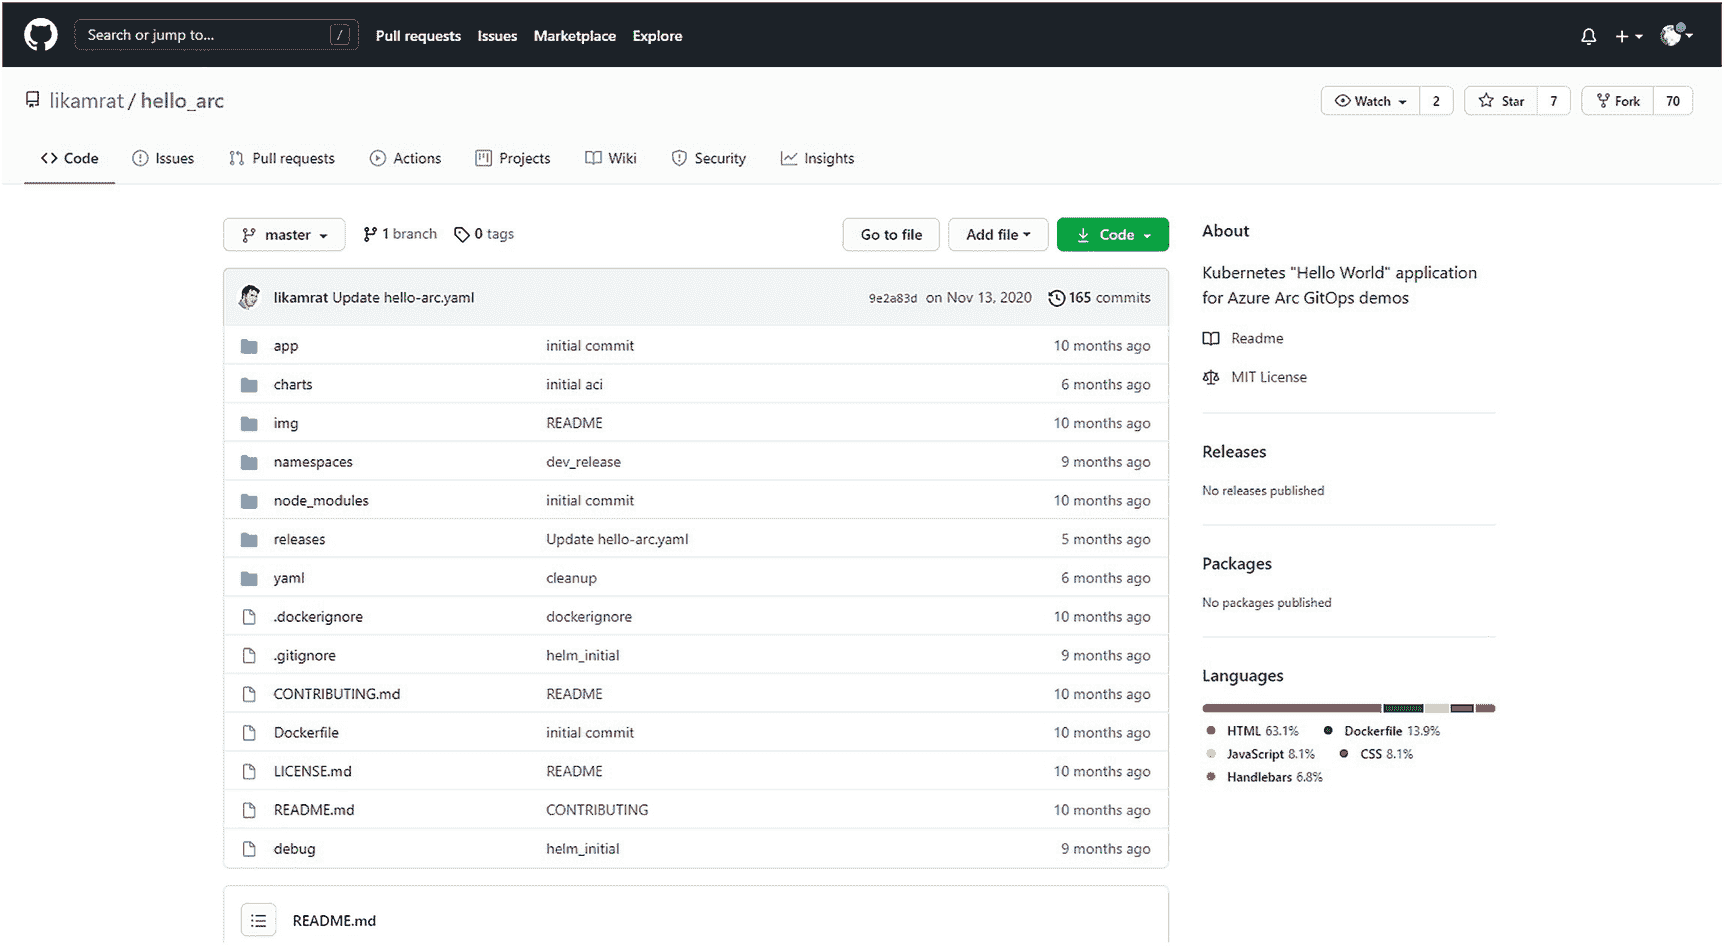 Search or jump to... /
Pull requests Issues Marketplace Explore
likamrat / hello_arc
Watch 2 Star 7 Fork 70
Code Issues Pull requests Actions Projects Wiki Security Insights
master 1 branch 0 tags Go to file Add file Code
likamrat Update hello-arc.yaml 9e2a83d on Nov 13, 2020 165 commits
app initial commit 10 months ago
charts initial aci 6 months ago
img README 10 months ago
namespaces dev_release 9 months ago
node_modules initial commit 10 months ago
releases Update hello-arc.yaml 5 months ago
yaml cleanup 6 months ago
.dockerignore dockerignore 10 months ago
.gitignore helm_initial 9 months ago
CONTRIBUTING.md README 10 months ago
Dockerfile initial commit 10 months ago
LICENSE.md README 10 months ago
README.md CONTRIBUTING 10 months ago
debug helm_initial 9 months ago
README.md
About
Kubernetes "Hello World" application
for Azure Arc GitOps demos
Readme
MIT License
Releases
No releases published
Packages
No packages published
Languages
HTML 63.1% Dockerfile 13.9%
JavaScript 8.1% CSS 8.1%
Handlebars 6.8%